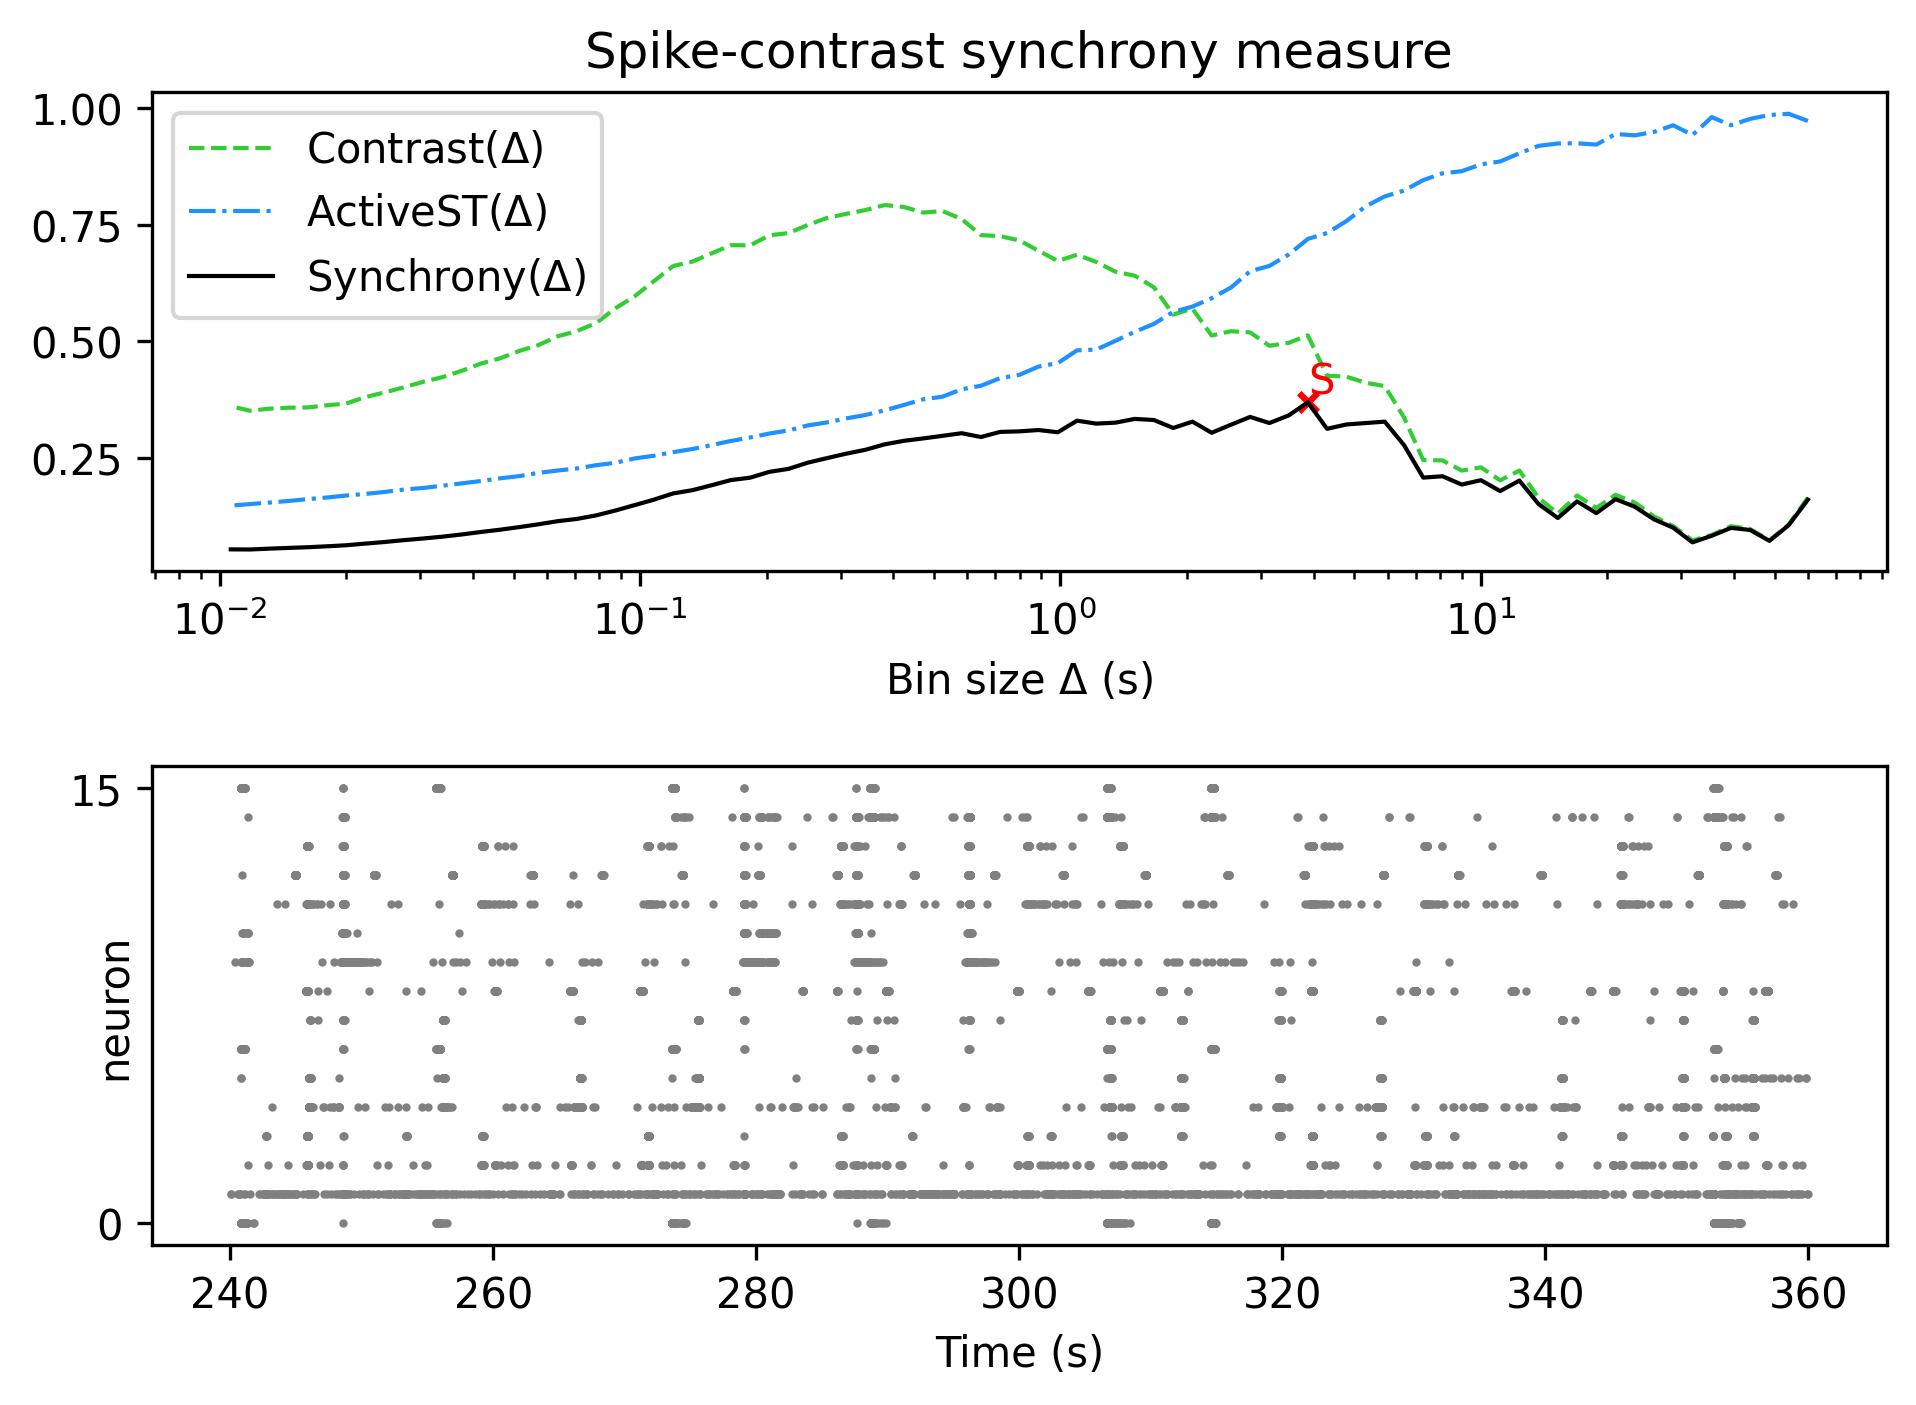 Spike-contrast synchrony measure
1.00
0.75
0.50
0.25
Contrast(Δ)
ActiveST(Δ)
Synchrony(Δ)
S
10⁻² 10⁻¹ 10⁰ 10¹
Bin size Δ (s)
15
0
neuron
240 260 280 300 320 340 360
Time (s)